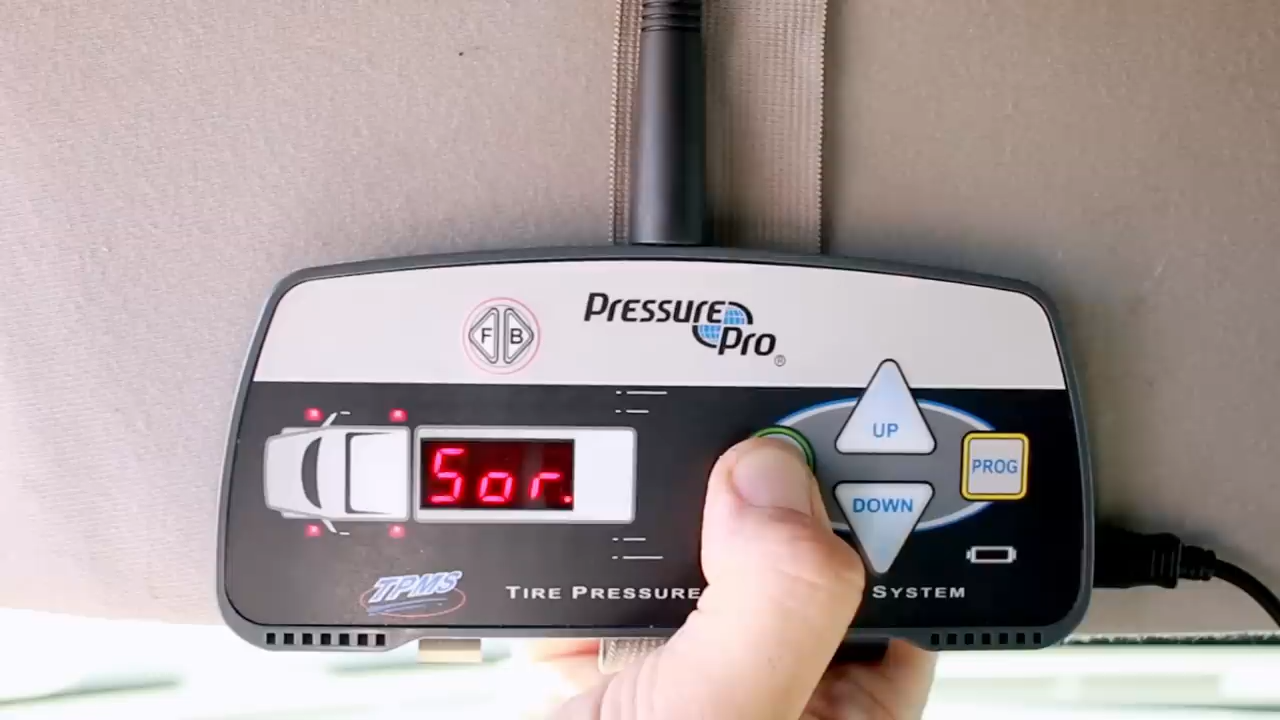 PRESSURE
PRO®
F B
UP
5or.
PROG
DOWN
TPMS
TIRE PRESSURE SYSTEM